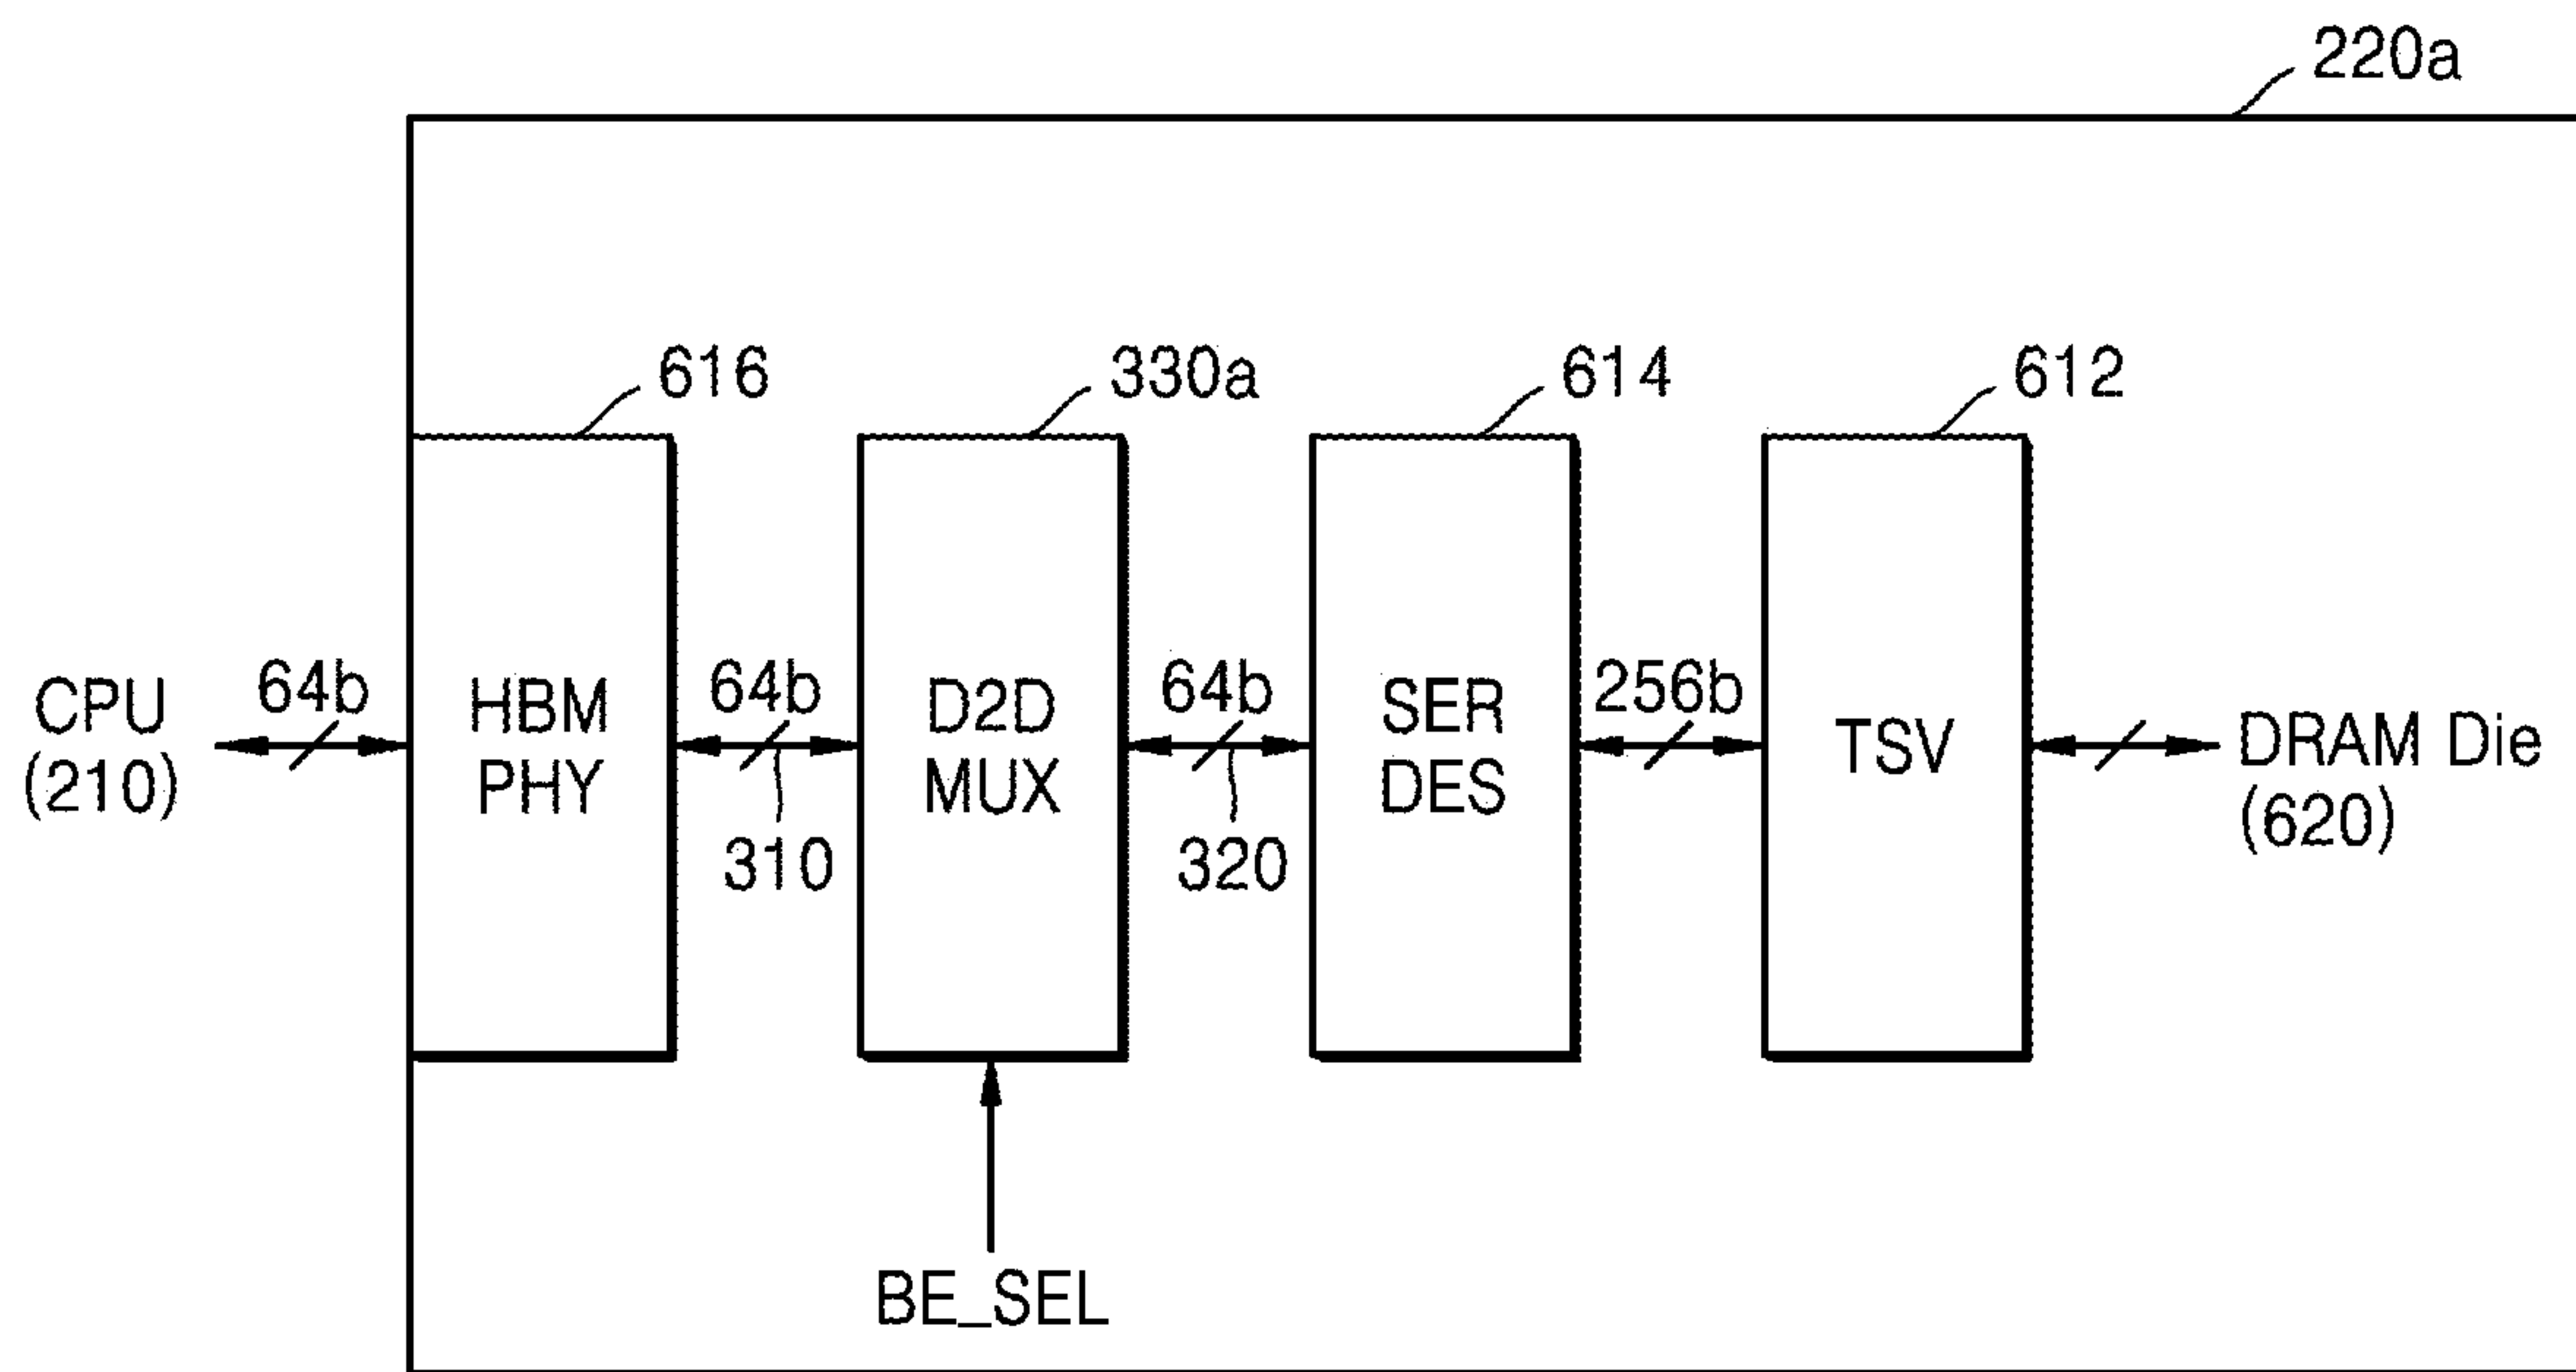 220a
616
330a
614
612
CPU
(210)
64b
HBM
PHY
64b
310
D2D
MUX
64b
320
SER
DES
256b
TSV
DRAM Die
(620)
BE_SEL